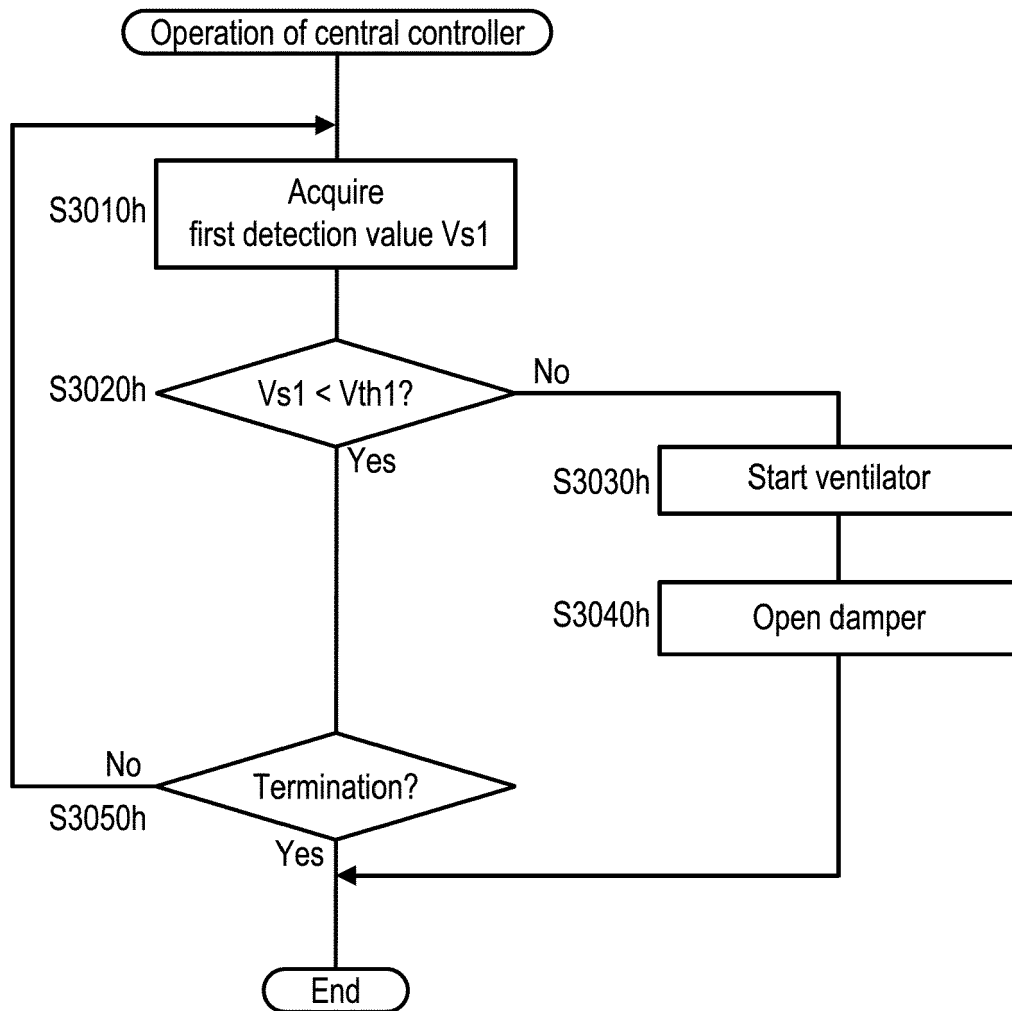 Operation of central controller
S3010h
Acquire
first detection value Vs1
S3020h
Vs1 < Vth1?
No
Yes
S3030h
Start ventilator
S3040h
Open damper
No
Termination?
S3050h
Yes
End